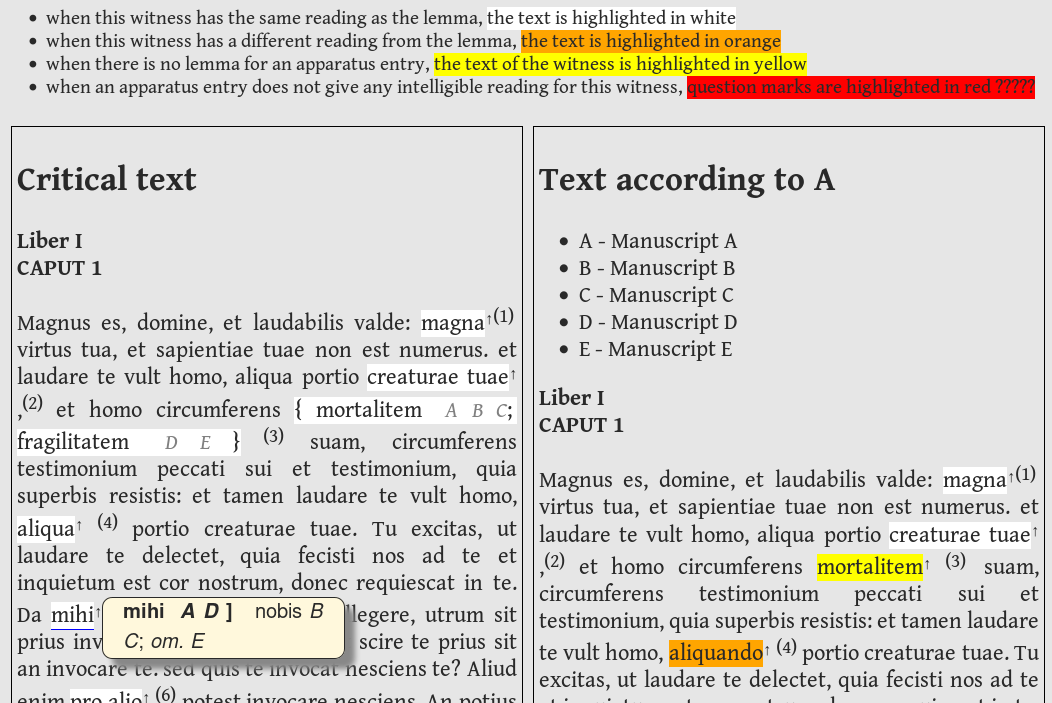 when this witness has the same reading as the lemma, the text is highlighted in white
when this witness has a different reading from the lemma, the text is highlighted in orange
when there is no lemma for an apparatus entry, the text of the witness is highlighted in yellow
when an apparatus entry does not give any intelligible reading for this witness, question marks are highlighted in red ?????
Critical text
Liber I
CAPUT 1
Magnus es, domine, et laudabilis valde: magna↑(1)
virtus tua, et sapientiae tuae non est numerus. et
laudare te vult homo, aliqua portio creaturae tuae↑
,(2) et homo circumferens { mortalitem A B C;
fragilitatem D E } (3) suam, circumferens
testimonium peccati sui et testimonium, quia
superbis resistis: et tamen laudare te vult homo,
aliqua↑ (4) portio creaturae tuae. Tu excitas, ut
laudare te delectet, quia fecisti nos ad te et
inquietum est cor nostrum, donec requiescat in te.
Da mihi↑ llegere, utrum sit
prius inv scire te prius sit
mihi A D ] nobis B
C; om. E
an invocare te. sed quis te invocat nesciens te? Aliud
enim pro alio↑ (6) potest invocare nesciens. An potius
Text according to A
A - Manuscript A
B - Manuscript B
C - Manuscript C
D - Manuscript D
E - Manuscript E
Liber I
CAPUT 1
Magnus es, domine, et laudabilis valde: magna↑(1)
virtus tua, et sapientiae tuae non est numerus. et
laudare te vult homo, aliqua portio creaturae tuae↑
,(2) et homo circumferens mortalitem↑ (3) suam,
circumferens testimonium peccati sui et
testimonium, quia superbis resistis: et tamen laudare
te vult homo, aliquando↑ (4) portio creaturae tuae. Tu
excitas, ut laudare te delectet, quia fecisti nos ad te